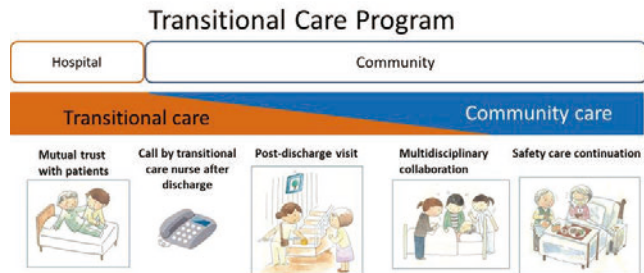 Transitional Care Program
Hospital
Community
Transitional care
Community care
Mutual trust
with patients
Call by transitional
care nurse after
discharge
Post-discharge visit
Multidisciplinary
collaboration
Safety care continuation